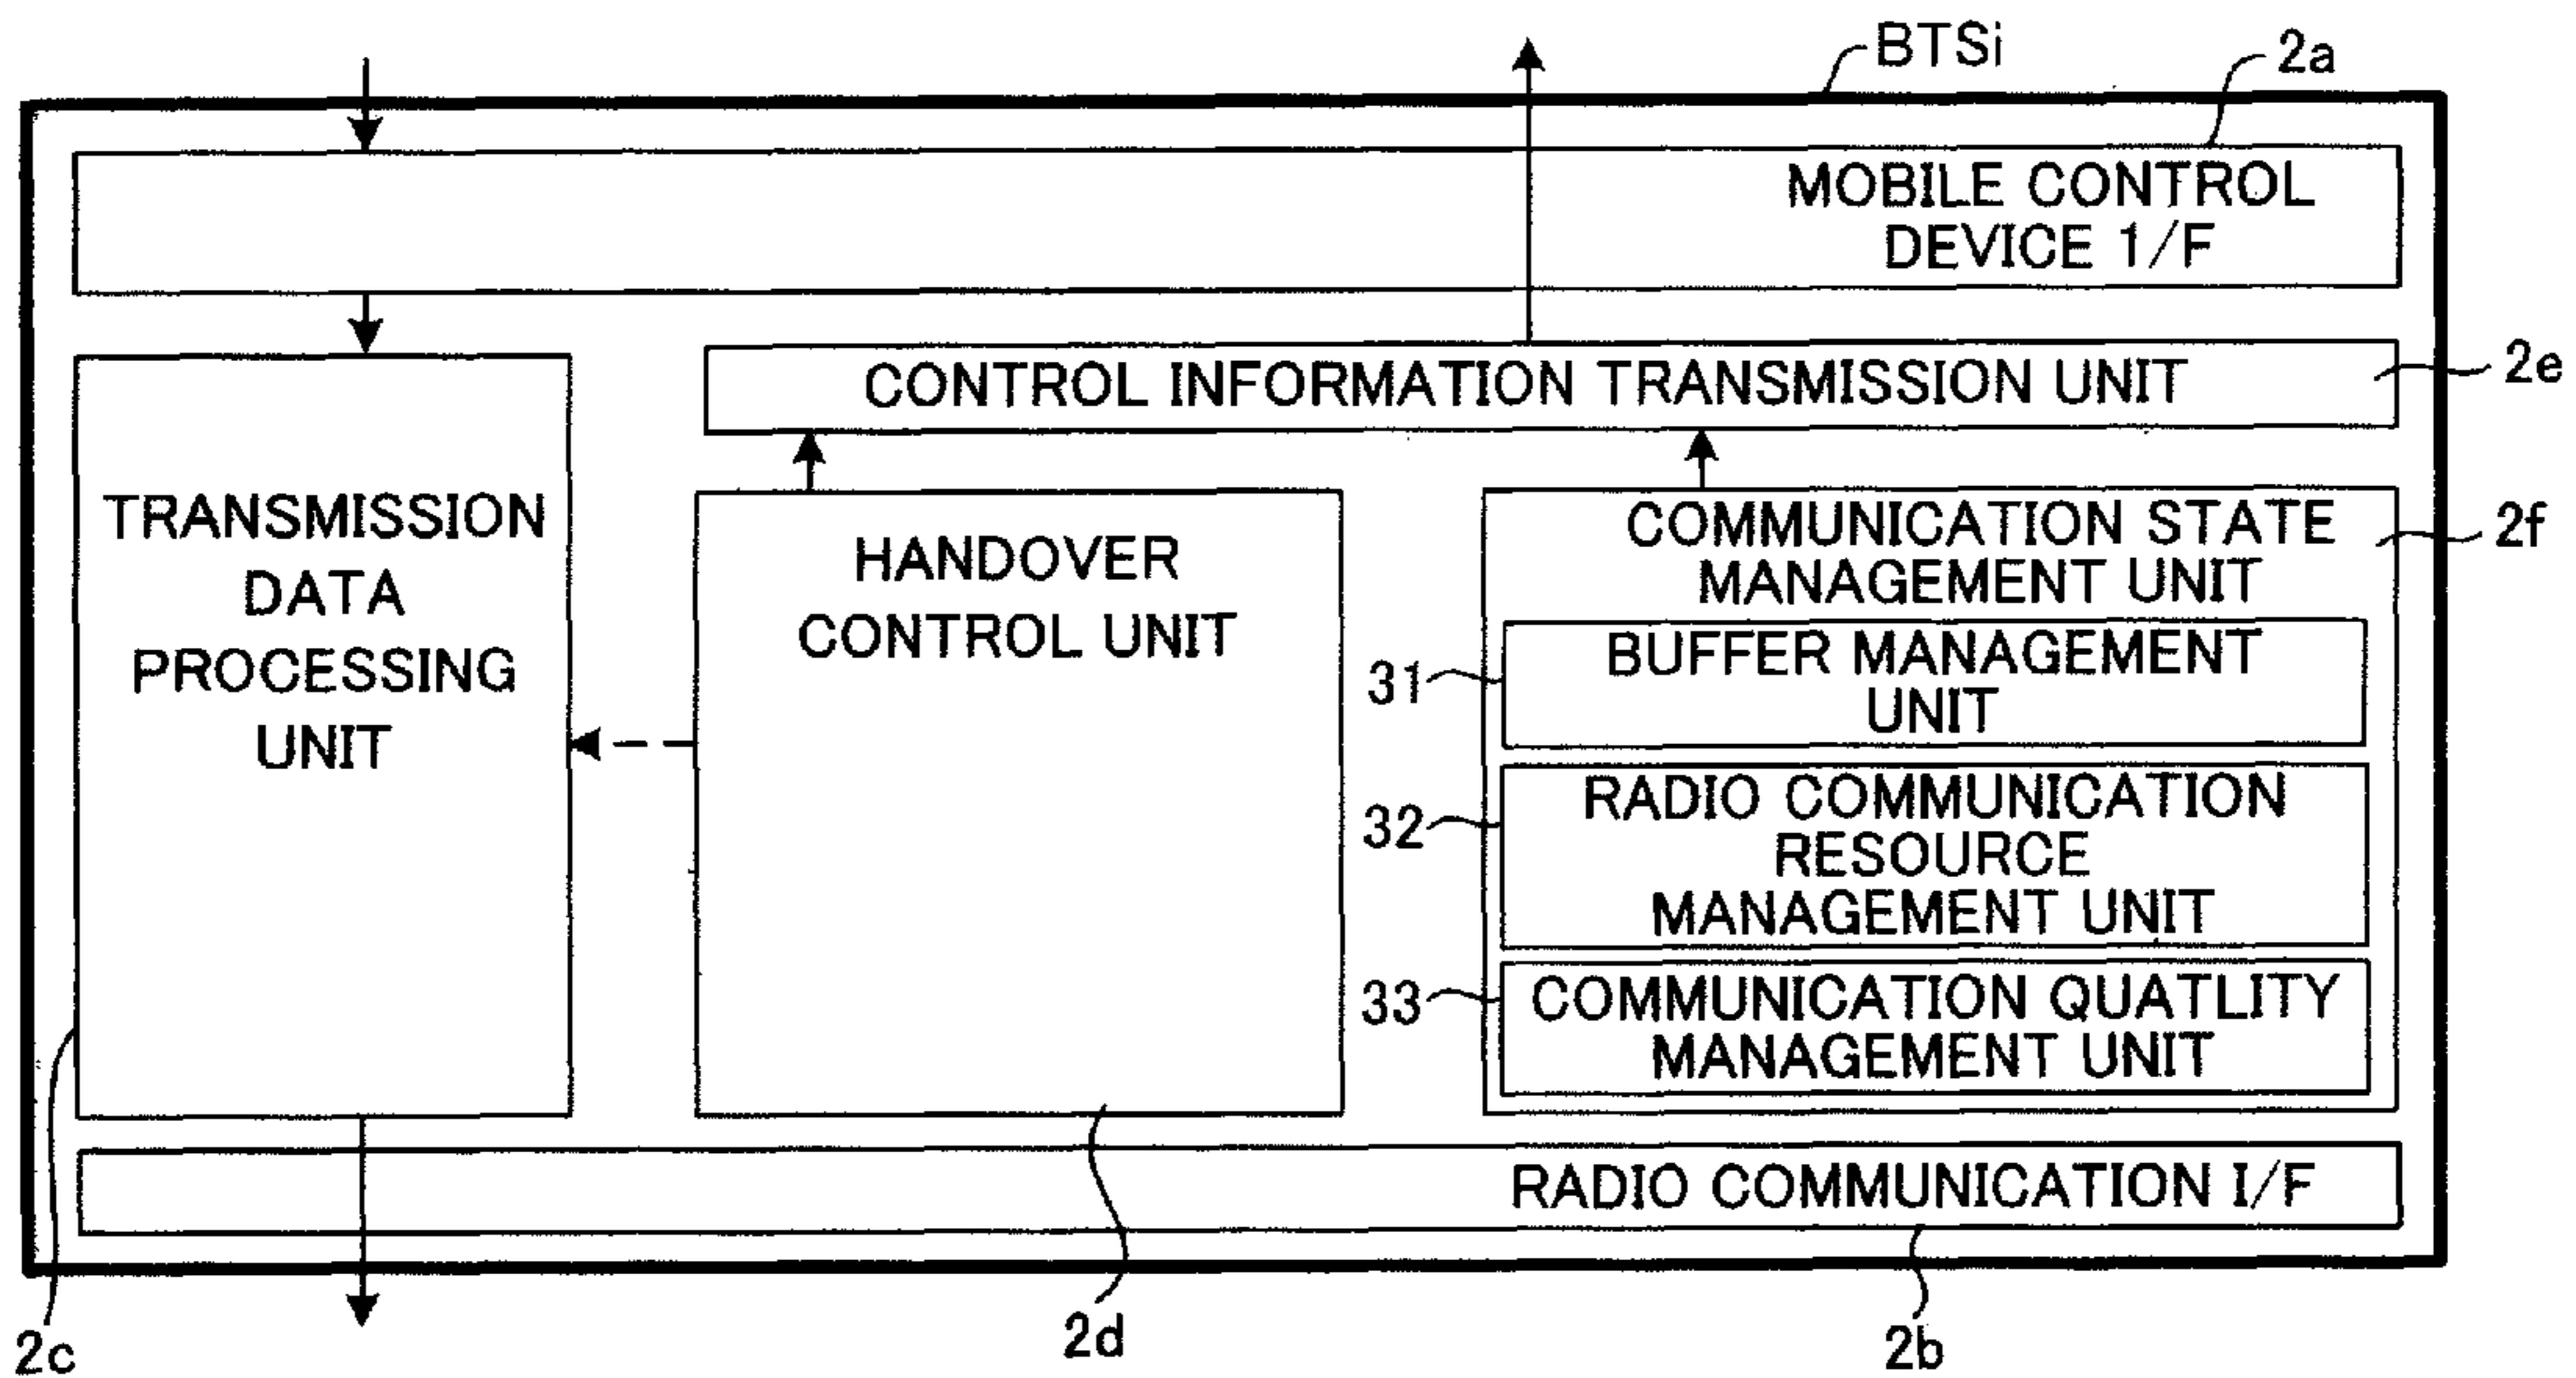 BTSi
2a
MOBILE CONTROL
DEVICE 1/F
CONTROL INFORMATION TRANSMISSION UNIT
2e
TRANSMISSION
DATA
PROCESSING
UNIT
HANDOVER
CONTROL UNIT
COMMUNICATION STATE
MANAGEMENT UNIT
2f
31
BUFFER MANAGEMENT
UNIT
32
RADIO COMMUNICATION
RESOURCE
MANAGEMENT UNIT
33
COMMUNICATION QUATLITY
MANAGEMENT UNIT
RADIO COMMUNICATION I/F
2c
2d
2b